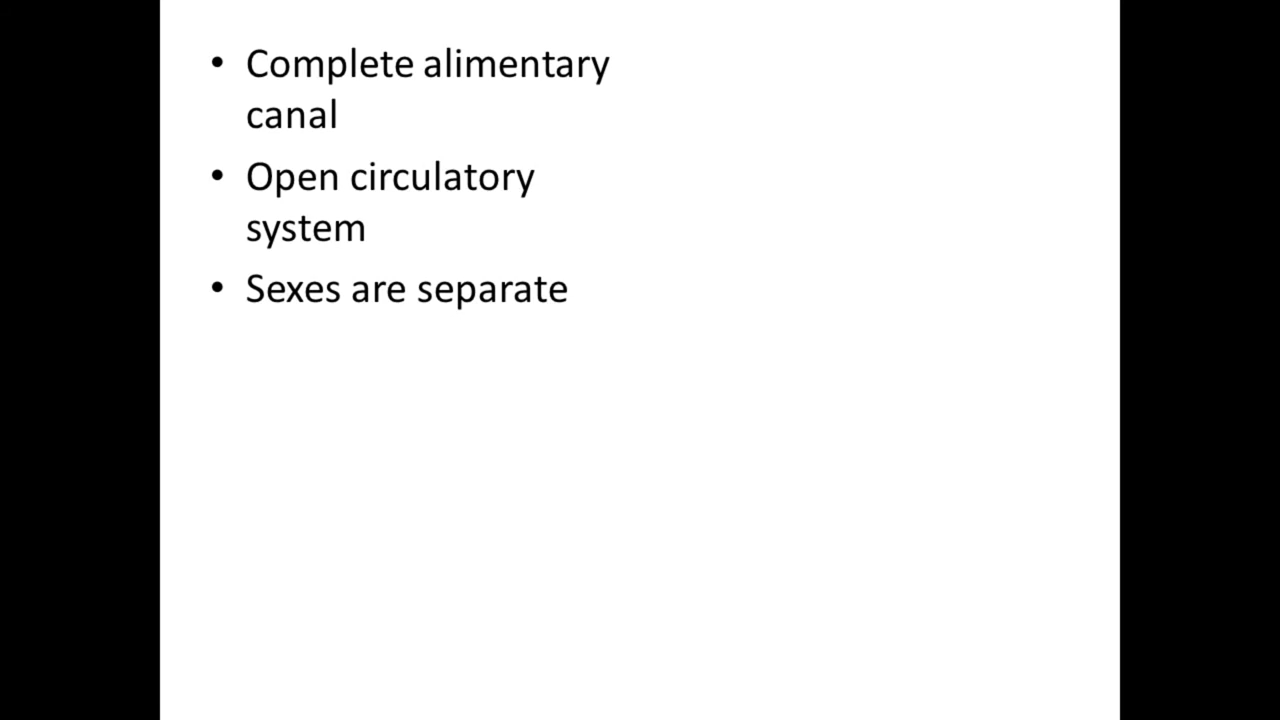 • Complete alimentary
canal
• Open circulatory
system
• Sexes are separate